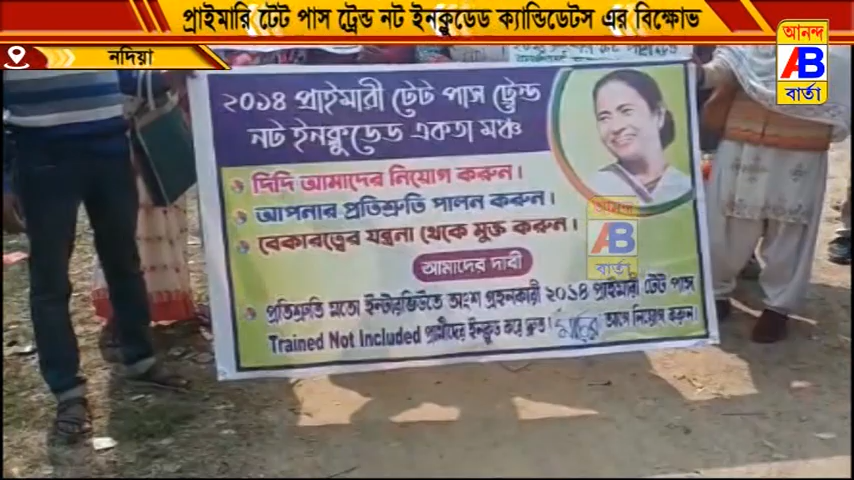 প্রাইমারি টেট পাস ট্রেন্ড নট ইনক্লুডেড ক্যান্ডিডেটস এর বিক্ষোভ
নদিয়া
আনন্দ
AB
বার্তা
২০১৪ প্রাইমারী টেট পাস ট্রেন্ড
নট ইনক্লুডেড একতা মঞ্চ
দিদি আমাদের নিয়োগ করুন।
আপনার প্রতিশ্রুতি পালন করুন।
বেকারত্বের যন্ত্রনা থেকে মুক্ত করুন।
আনন্দ
AB
বার্তা
আমাদের দাবী
প্রতিশ্রুতি মতো ইন্টারভিউতে অংশ গ্রহনকারী ২০১৪ প্রাইমারী টেট পাস
Trained Not Included প্রার্থীদের ইনক্লুড করে দ্রুত। আগে নিয়োগ করুন।